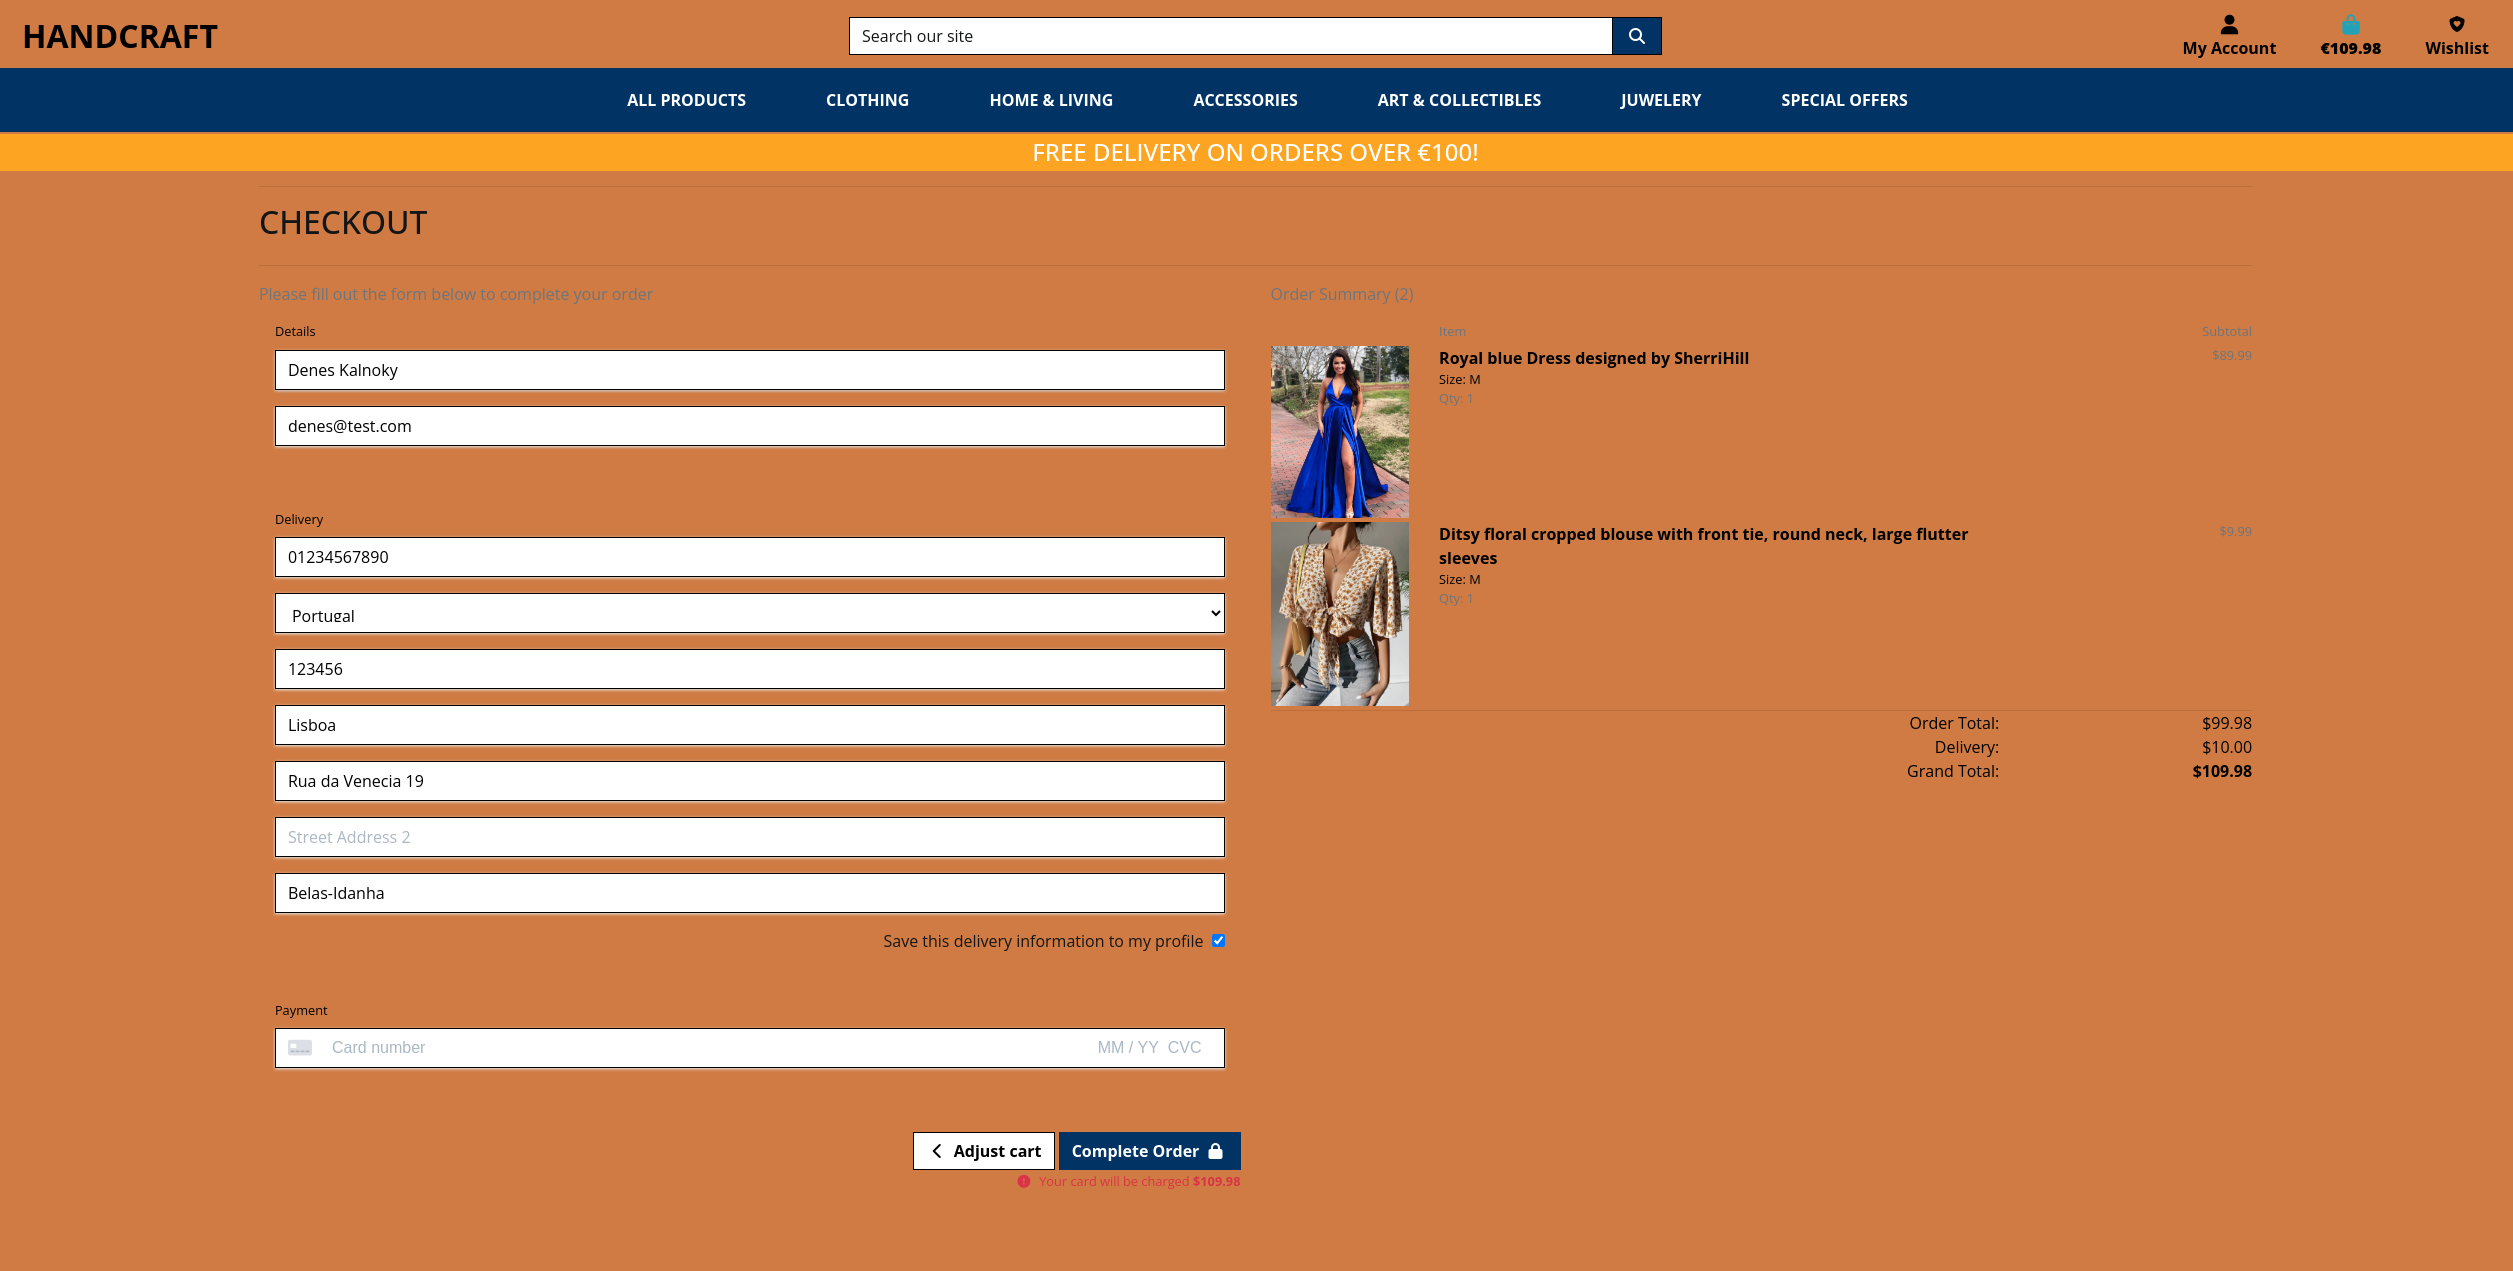 HANDCRAFT
Search our site
My Account
€109.98
Wishlist
ALL PRODUCTS
CLOTHING
HOME & LIVING
ACCESSORIES
ART & COLLECTIBLES
JUWELERY
SPECIAL OFFERS
FREE DELIVERY ON ORDERS OVER €100!
CHECKOUT
Please fill out the form below to complete your order
Details
Denes Kalnoky
denes@test.com
Delivery
01234567890
Portugal
123456
Lisboa
Rua da Venecia 19
Street Address 2
Belas-Idanha
Save this delivery information to my profile
Payment
Card number
MM / YY CVC
Adjust cart
Complete Order
Your card will be charged $109.98
Order Summary (2)
Item
Subtotal
Royal blue Dress designed by SherriHill
$89.99
Size: M
Qty: 1
Ditsy floral cropped blouse with front tie, round neck, large flutter
$9.99
sleeves
Size: M
Qty: 1
Order Total: $99.98
Delivery: $10.00
Grand Total: $109.98